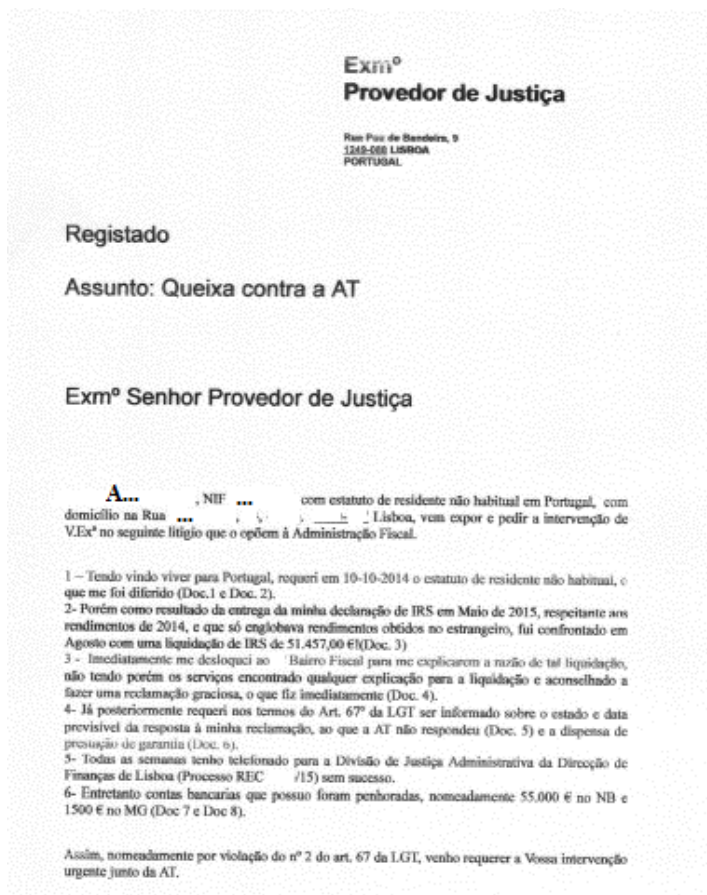 Exmº
Provedor de Justiça
Rua Pau de Bandeira, 9
1249-088 LISBOA
PORTUGAL
Registado
Assunto: Queixa contra a AT
Exmº Senhor Provedor de Justiça
A... , NIF ... com estatuto de residente não habitual em Portugal, com
domicílio na Rua ... Lisboa, vem expor e pedir a intervenção de
V.Exª no seguinte litígio que o opõem à Administração Fiscal.
1 – Tendo vindo viver para Portugal, requeri em 10-10-2014 o estatuto de residente não habitual, o
que me foi diferido (Doc.1 e Doc. 2).
2- Porém como resultado da entrega da minha declaração de IRS em Maio de 2015, respeitante aos
rendimentos de 2014, e que só englobava rendimentos obtidos no estrangeiro, fui confrontado em
Agosto com uma liquidação de IRS de 51.457,00 €!(Doc. 3)
3 - Imediatamente me desloquei ao Bairro Fiscal para me explicarem a razão de tal liquidação,
não tendo porém os serviços encontrado qualquer explicação para a liquidação e aconselhado a
fazer uma reclamação graciosa, o que fiz imediatamente (Doc. 4).
4- Já posteriormente requeri nos termos do Art. 67º da LGT ser informado sobre o estado e data
previsível da resposta à minha reclamação, ao que a AT não respondeu (Doc. 5) e a dispensa de
prestação de garantia (Doc. 6).
5- Todas as semanas tenho telefonado para a Divisão de Justiça Administrativa da Direcção de
Finanças de Lisboa (Processo REC /15) sem sucesso.
6- Entretanto contas bancarias que possuo foram penhoradas, nomeadamente 55.000 € no NB e
1500 € no MG (Doc 7 e Doc 8).
Assim, nomeadamente por violação do nº 2 do art. 67 da LGT, venho requerer a Vossa intervenção
urgente junto da AT.